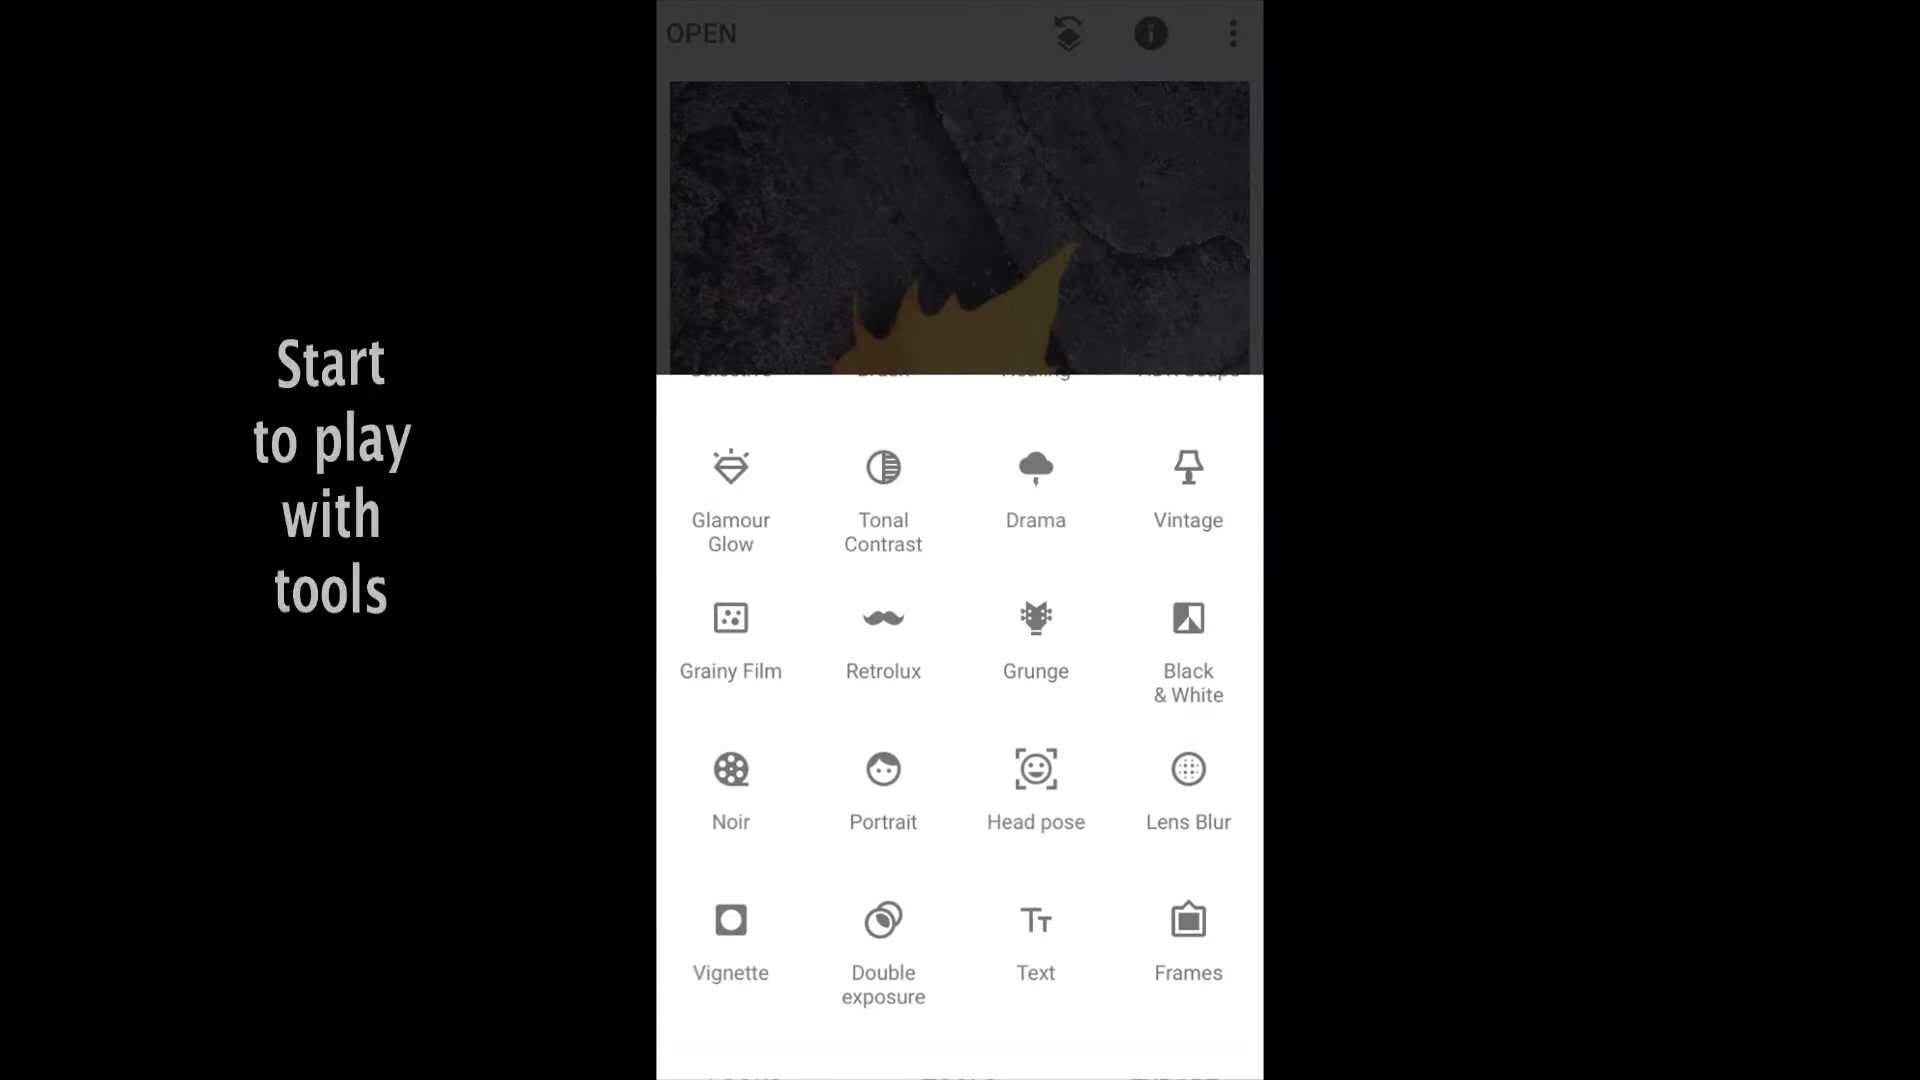 OPEN
Start
to play
with
tools
Glamour
Glow
Tonal
Contrast
Drama
Vintage
Grainy Film
Retrolux
Grunge
Black
& White
Noir
Portrait
Head pose
Lens Blur
Vignette
Double
exposure
Text
Frames